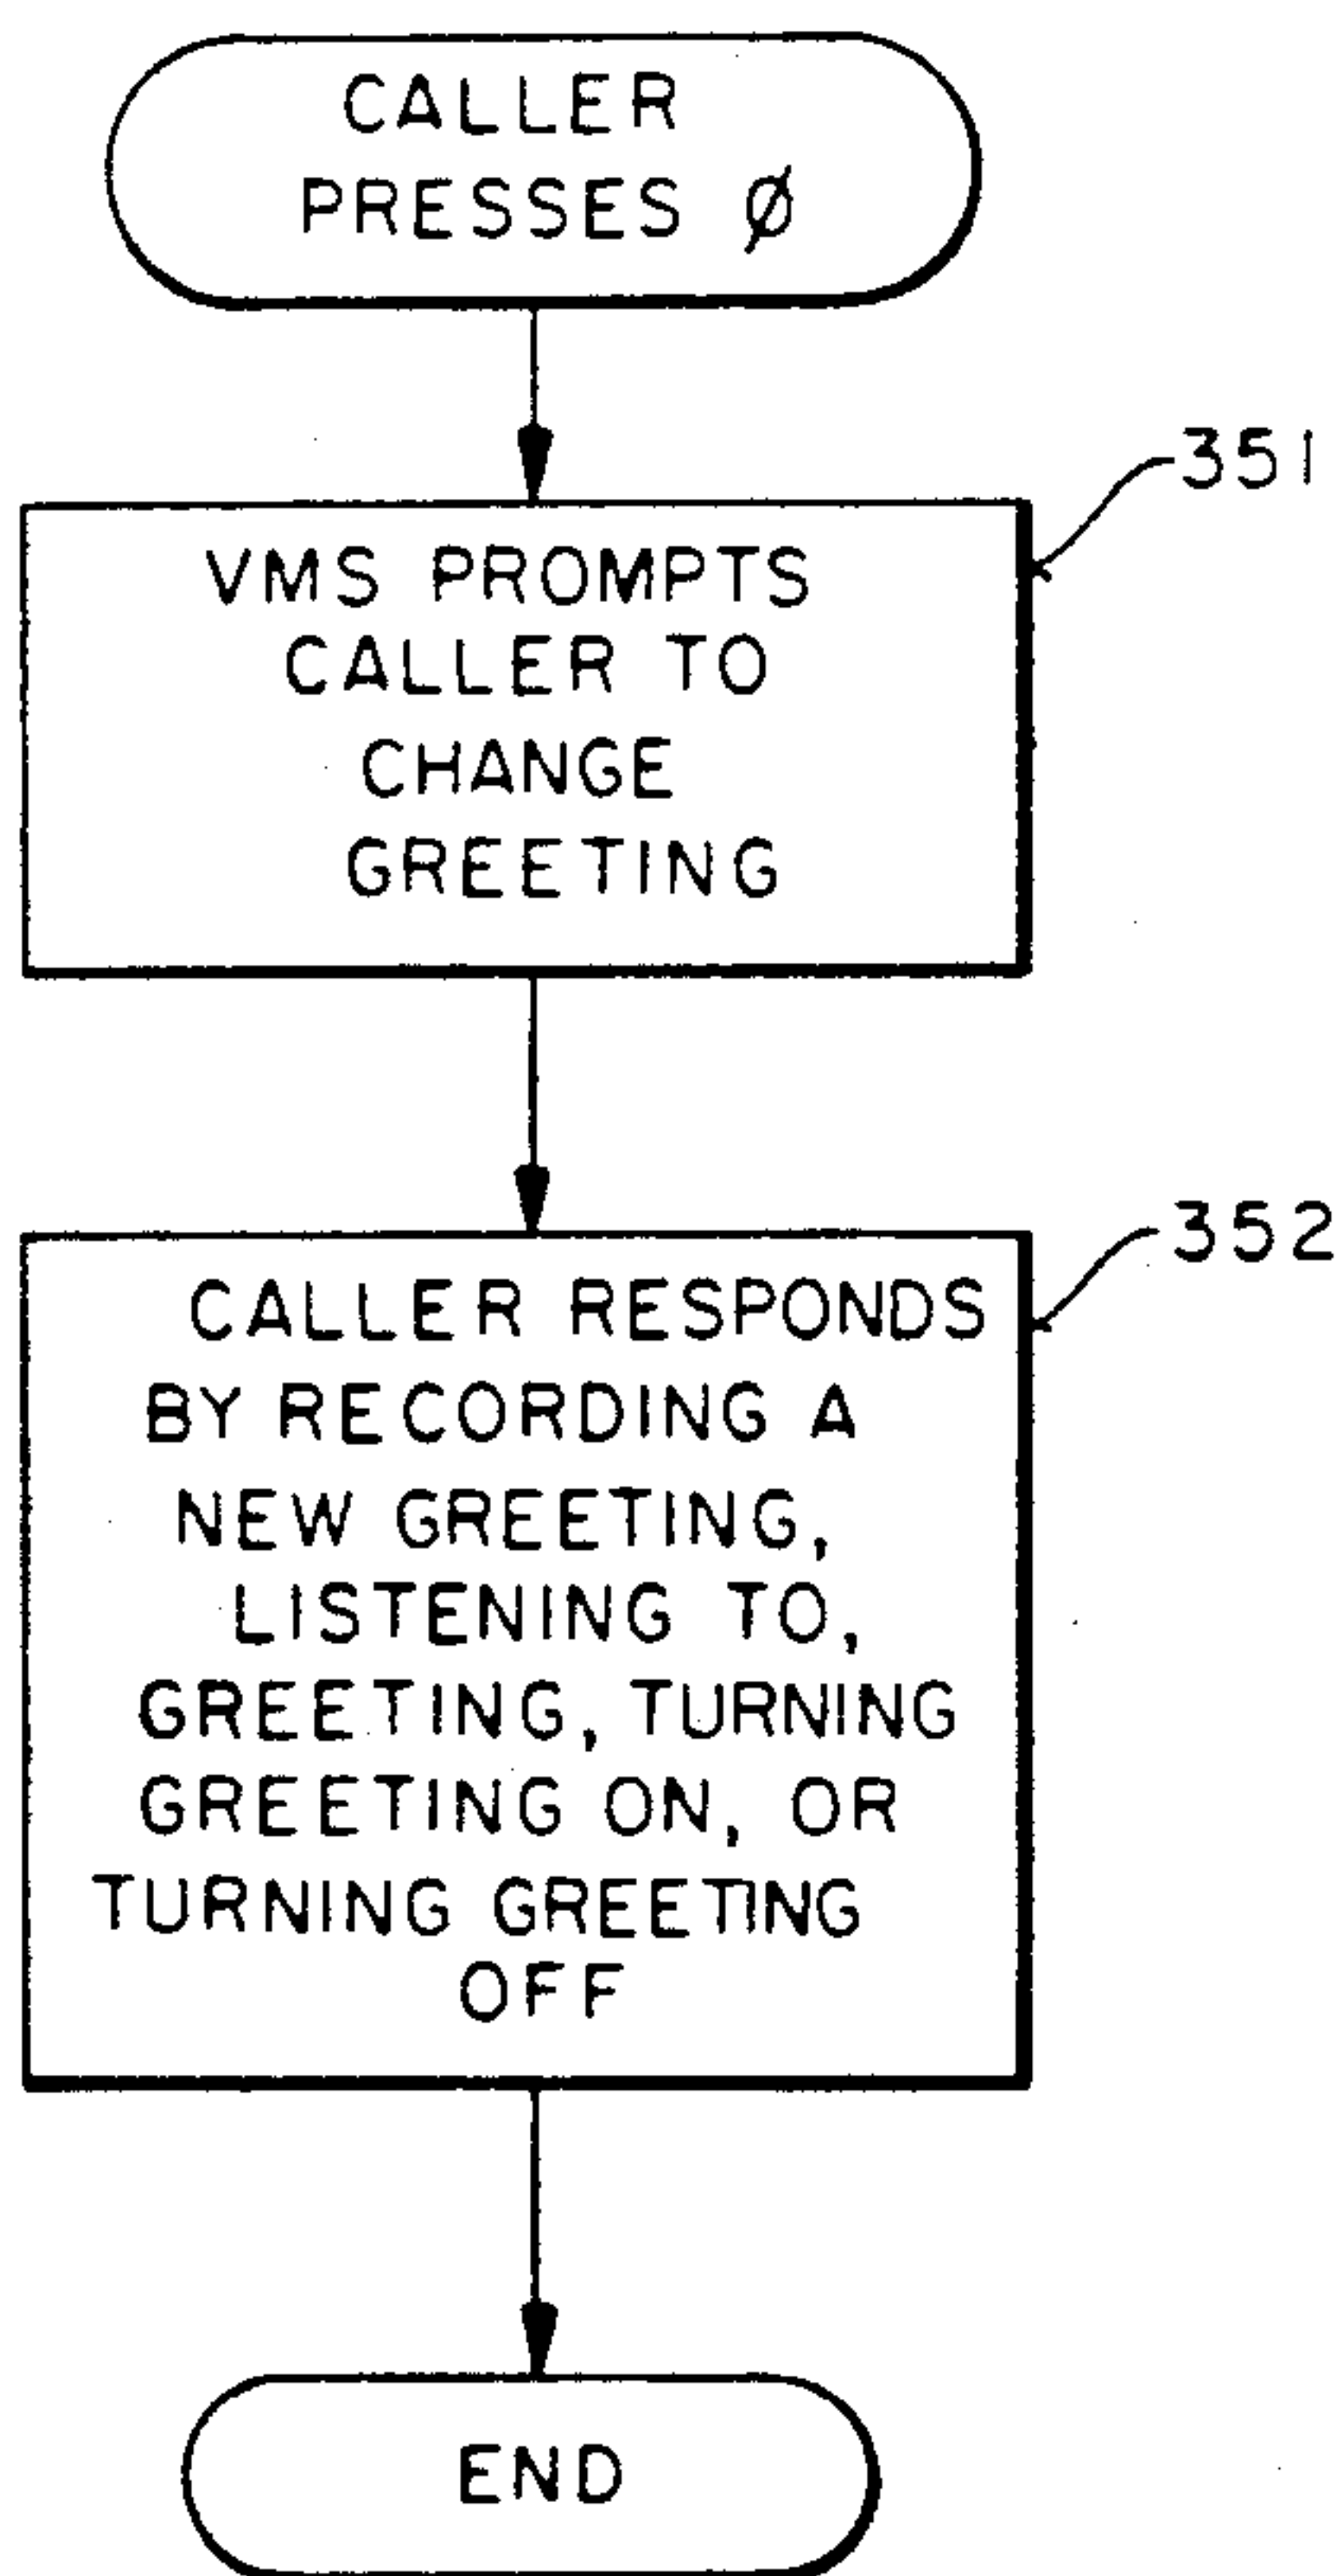 CALLER
PRESSES Ø
351
VMS PROMPTS
CALLER TO
CHANGE
GREETING
352
CALLER RESPONDS
BY RECORDING A
NEW GREETING,
LISTENING TO,
GREETING, TURNING
GREETING ON, OR
TURNING GREETING
OFF
END